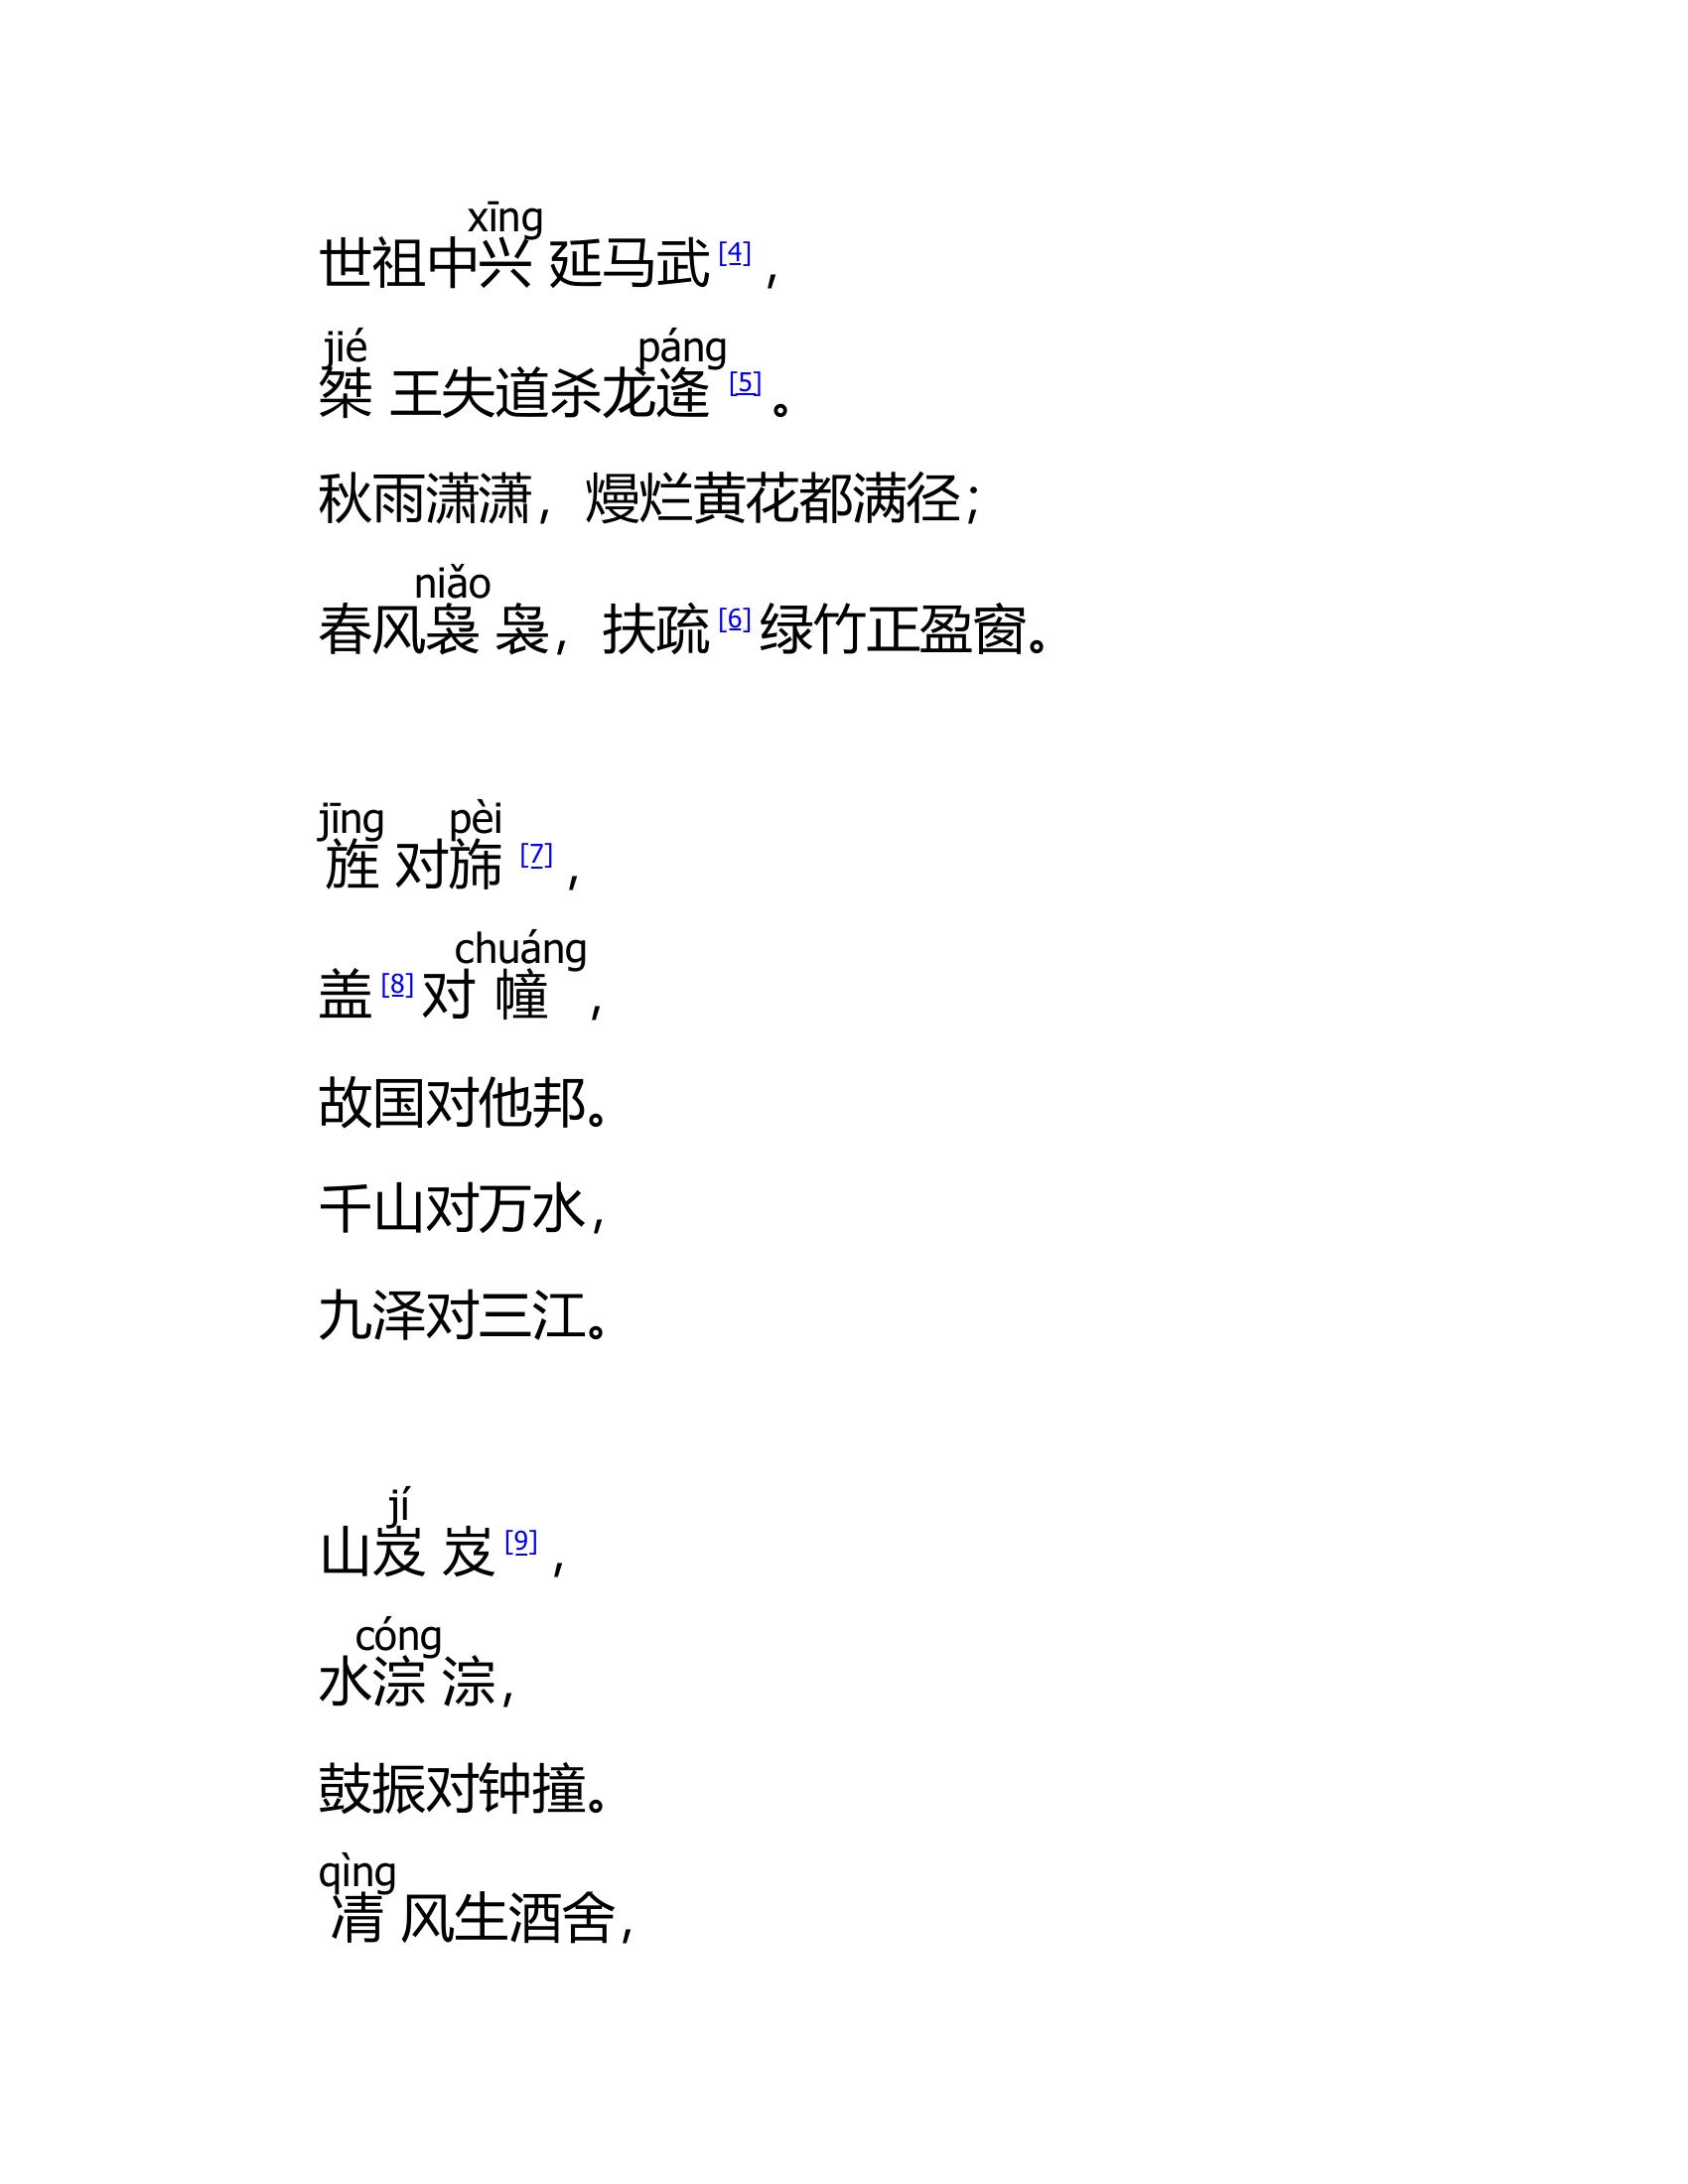 xīng
世祖中兴 延马武[4]，
jié páng
桀 王失道杀龙逄 [5]。
秋雨潇潇，熳烂黄花都满径；
niǎo
春风袅 袅，扶疏[6]绿竹正盈窗。
jīng pèi
旌 对旆 [7]，
chuáng
盖[8]对 幢 ，
故国对他邦。
千山对万水，
九泽对三江。
jí
山岌 岌[9]，
cóng
水淙 淙，
鼓振对钟撞。
qìng
凊 风生酒舍，